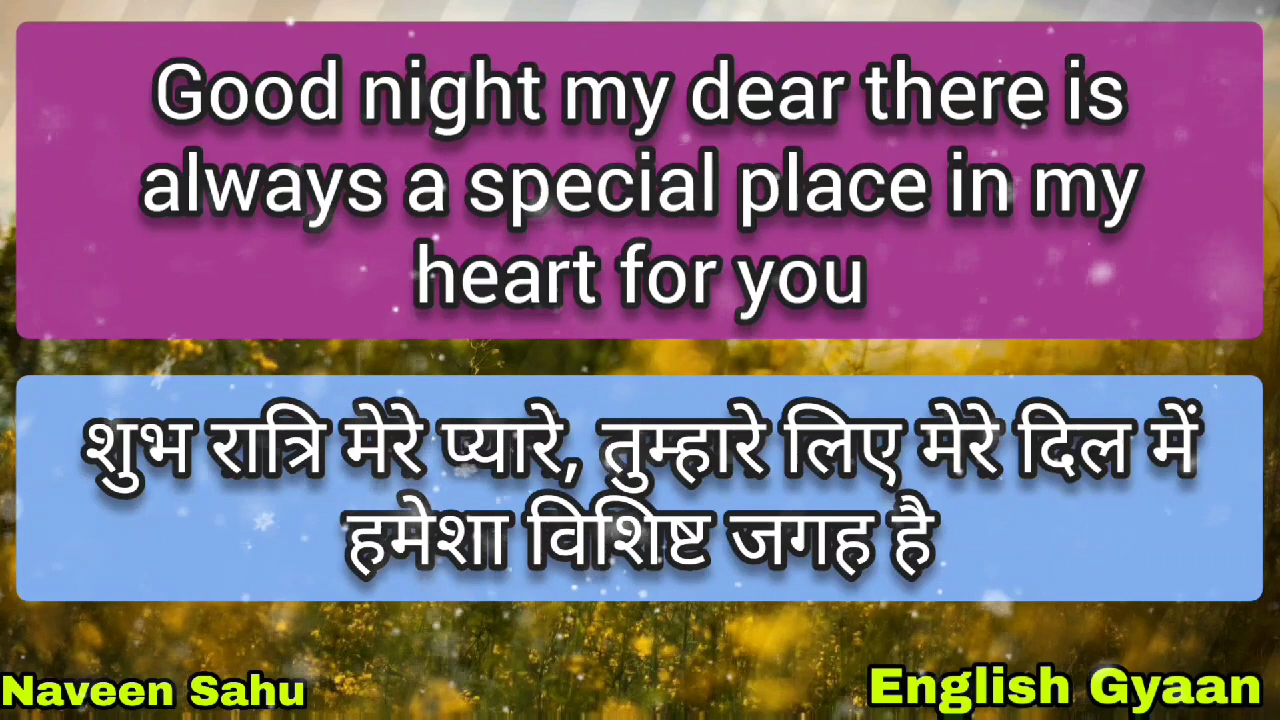 Good night my dear there is
always a special place in my
heart for you
शुभ रात्रि मेरे प्यारे, तुम्हारे लिए मेरे दिल में
हमेशा विशिष्ट जगह है
Naveen Sahu
English Gyaan